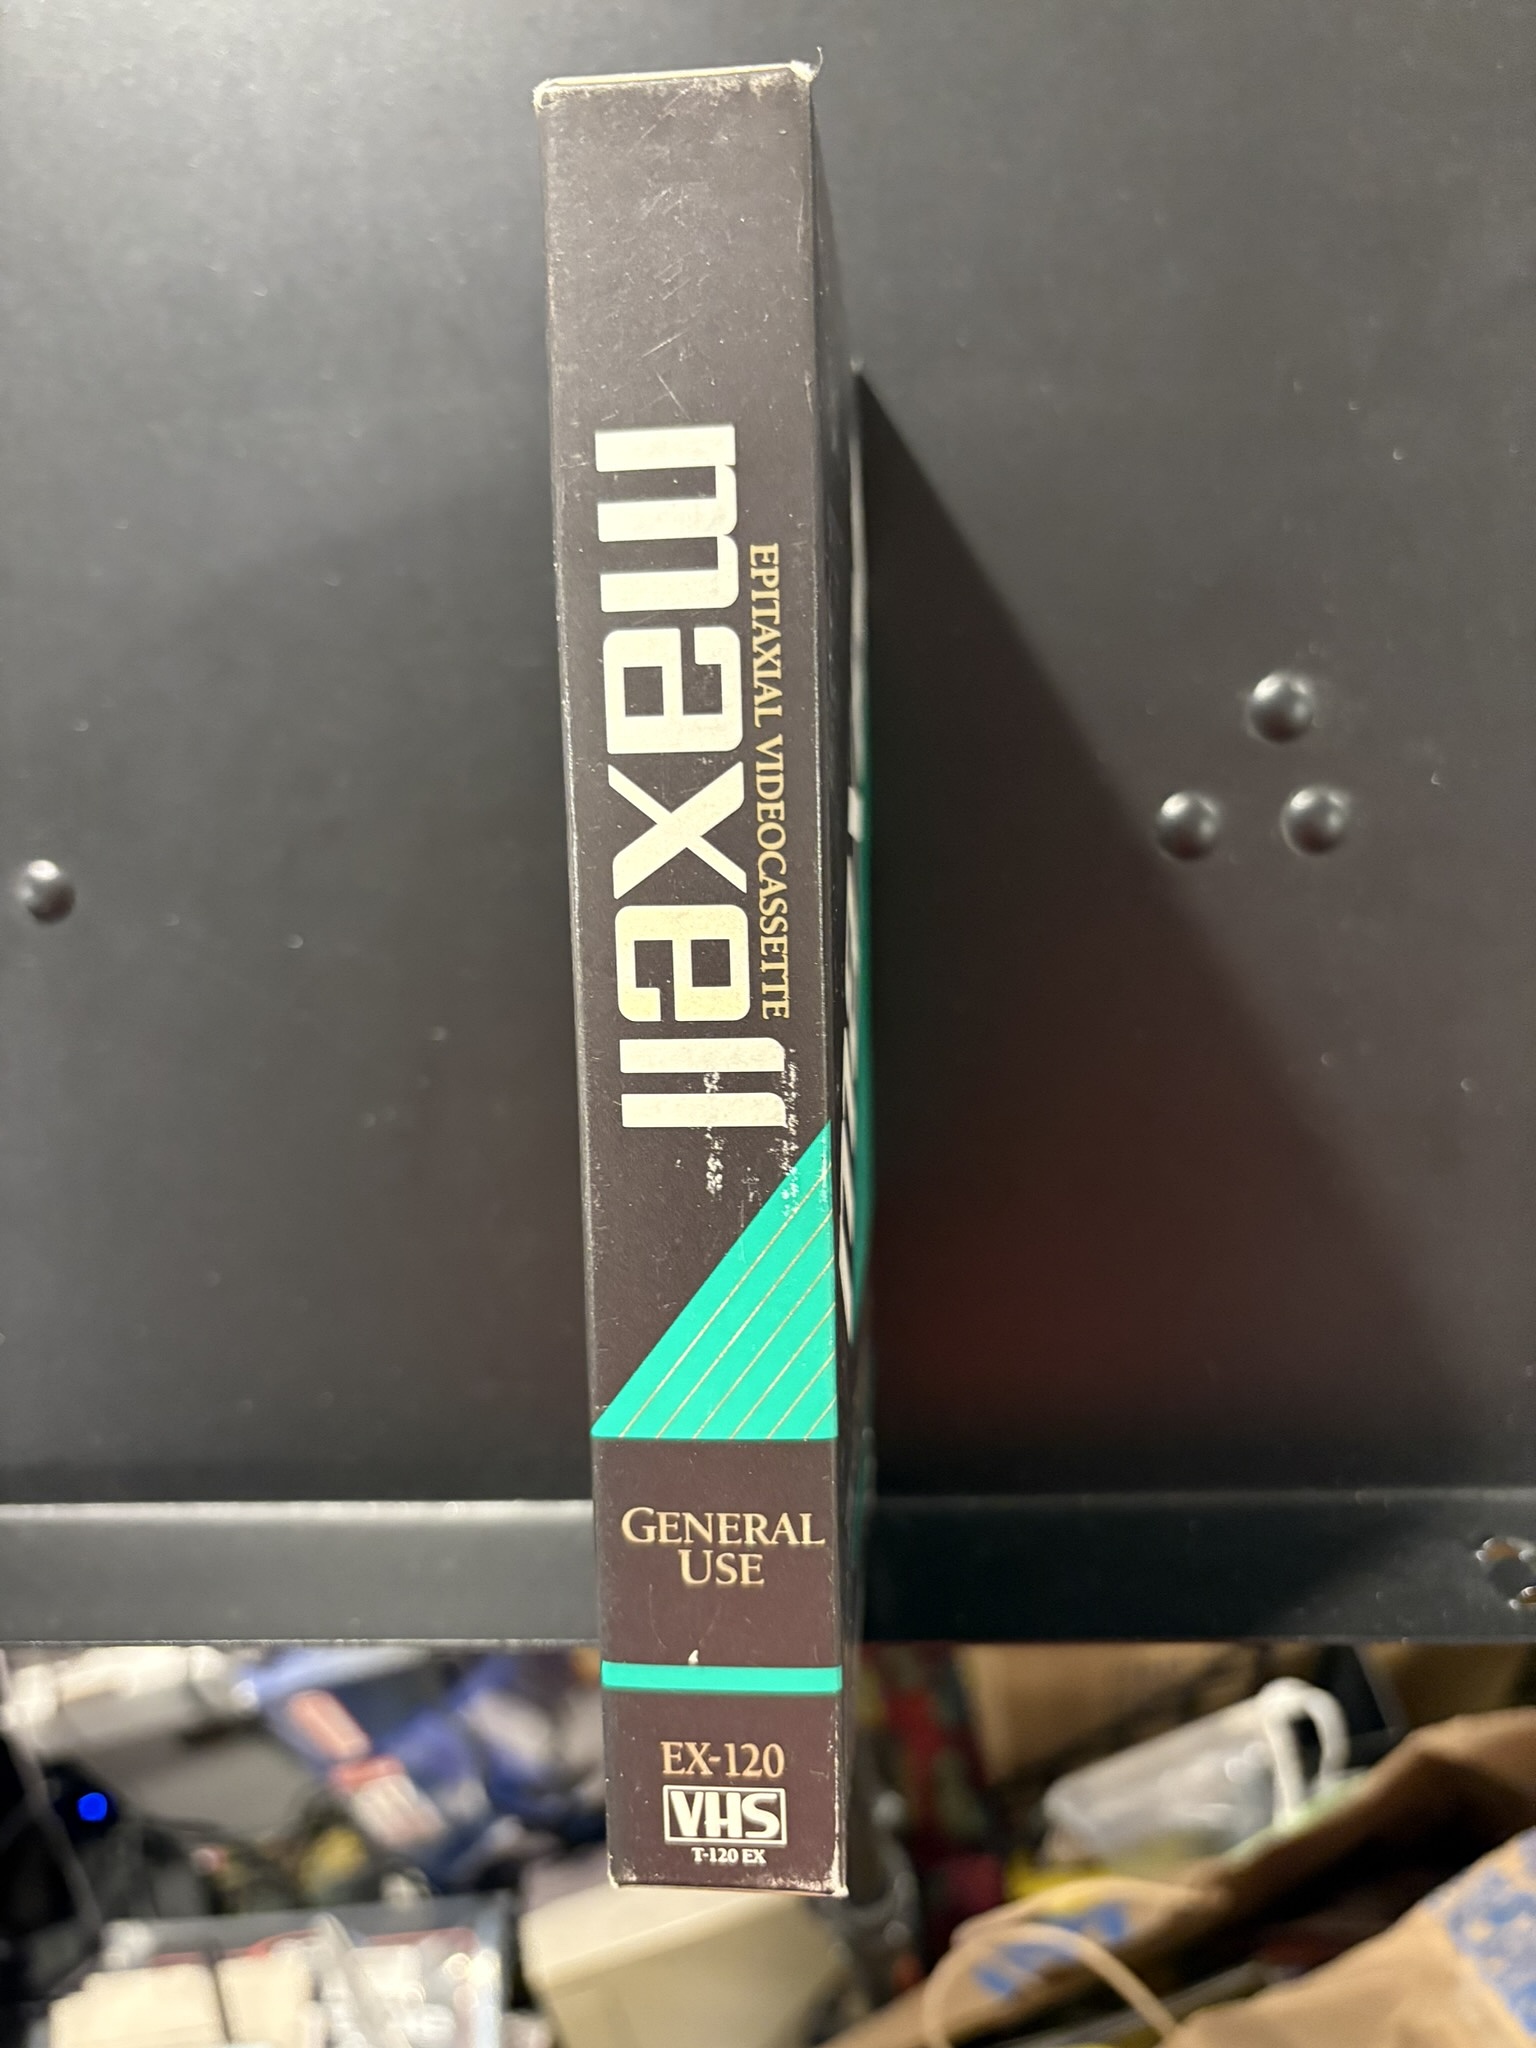 maxell
EPITAXIAL VIDEOCASSETTE
GENERAL
USE
EX-120
VHS
T-120 EX